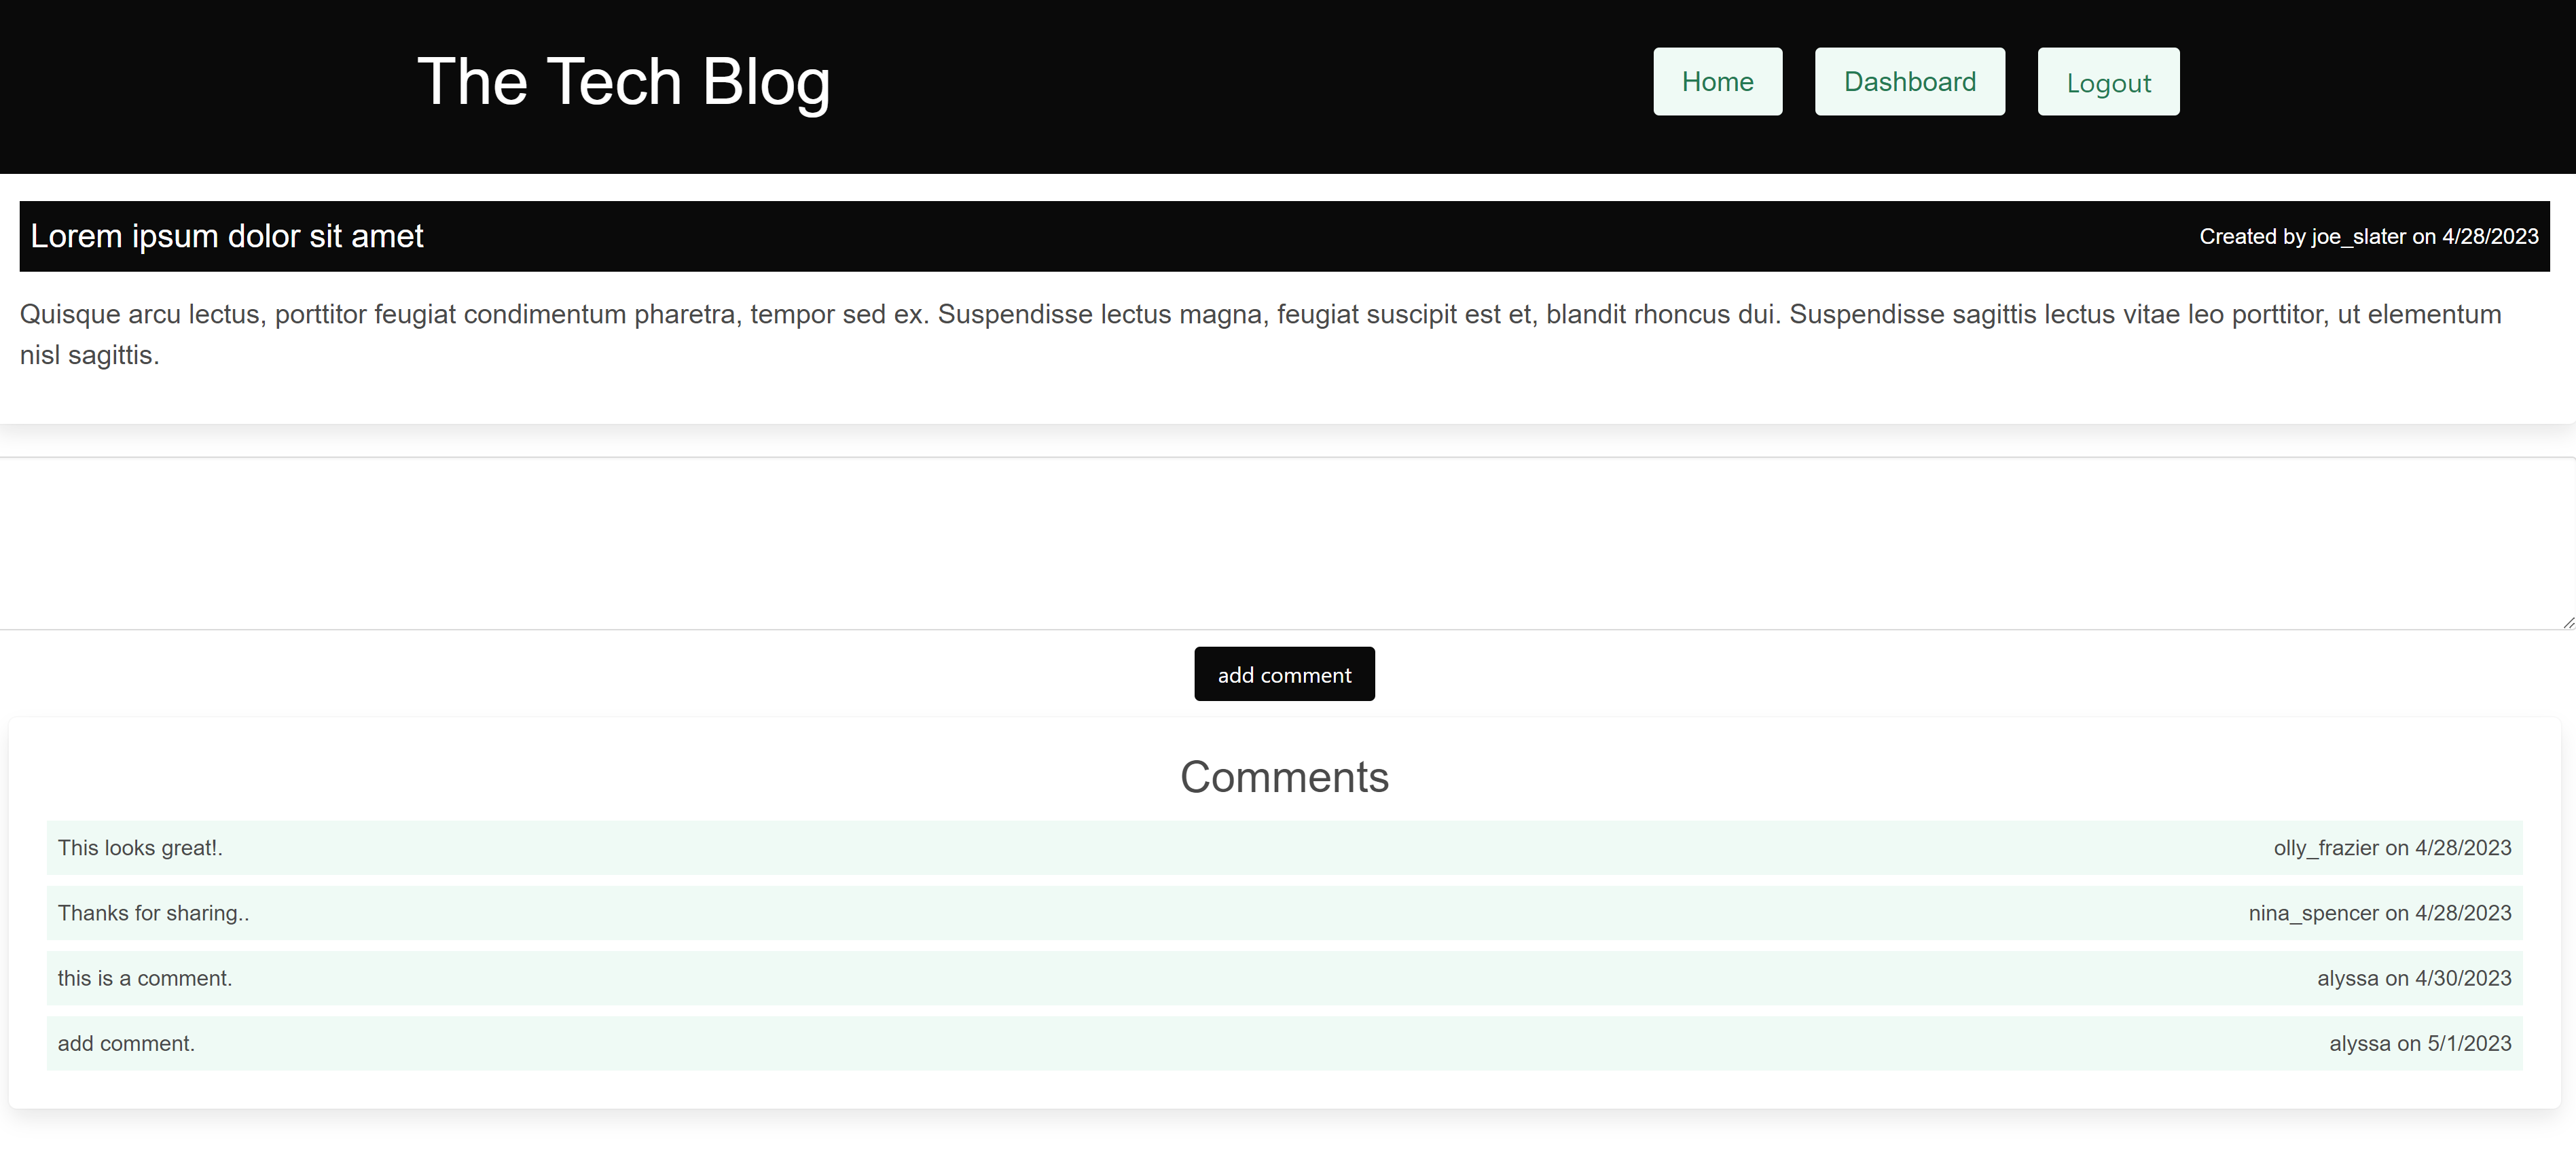 The Tech Blog
Home Dashboard Logout
Lorem ipsum dolor sit amet Created by joe_slater on 4/28/2023
Quisque arcu lectus, porttitor feugiat condimentum pharetra, tempor sed ex. Suspendisse lectus magna, feugiat suscipit est et, blandit rhoncus dui. Suspendisse sagittis lectus vitae leo porttitor, ut elementum
nisl sagittis.
add comment
Comments
This looks great!. olly_frazier on 4/28/2023
Thanks for sharing.. nina_spencer on 4/28/2023
this is a comment. alyssa on 4/30/2023
add comment. alyssa on 5/1/2023